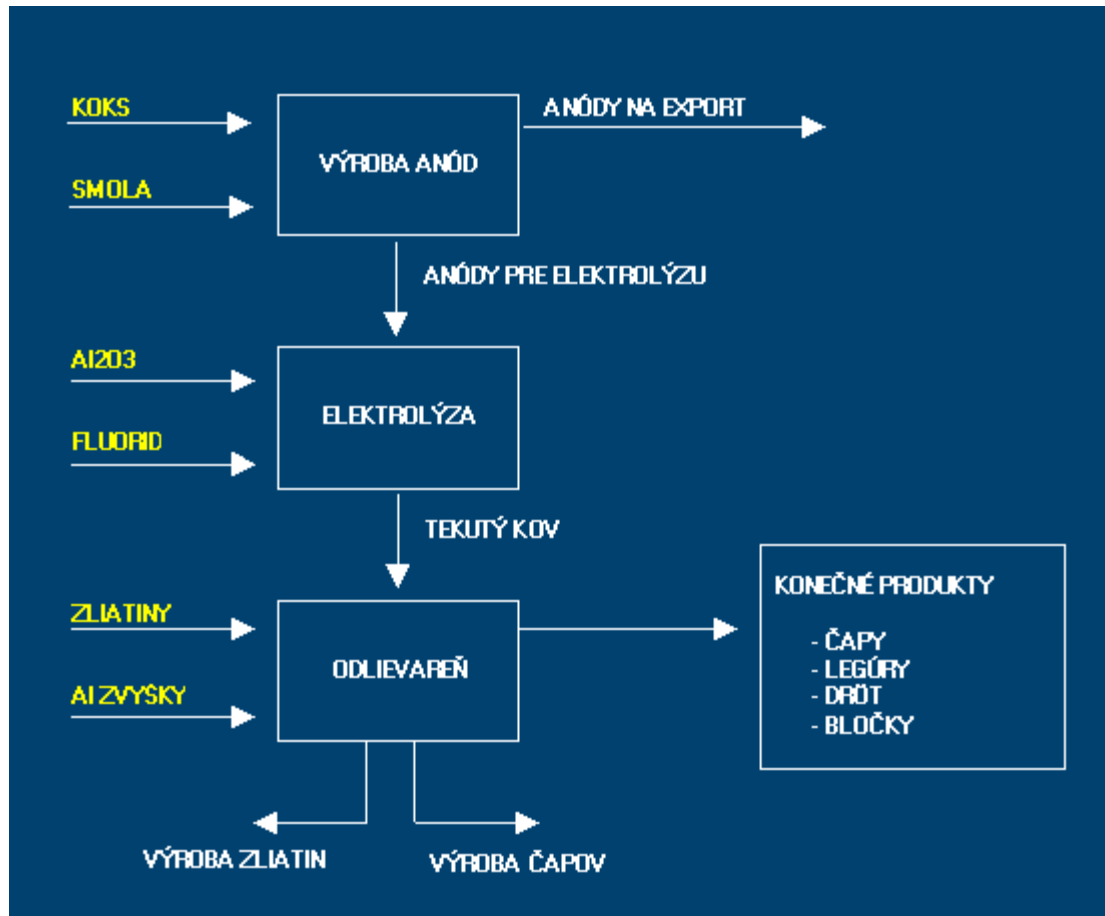 KOKS
ANÓDY NA EXPORT
VÝROBA ANÓD
SMOLA
ANÓDY PRE ELEKTROLÝZU
Al2O3
ELEKTROLÝZA
FLUORID
TEKUTÝ KOV
KONEČNÉ PRODUKTY
- ČAPY
- LEGÚRY
- DRÔT
- BLOČKY
ZLIATINY
ODLIEVAREŇ
Al ZVYŠKY
VÝROBA ZLIATIN
VÝROBA ČAPOV